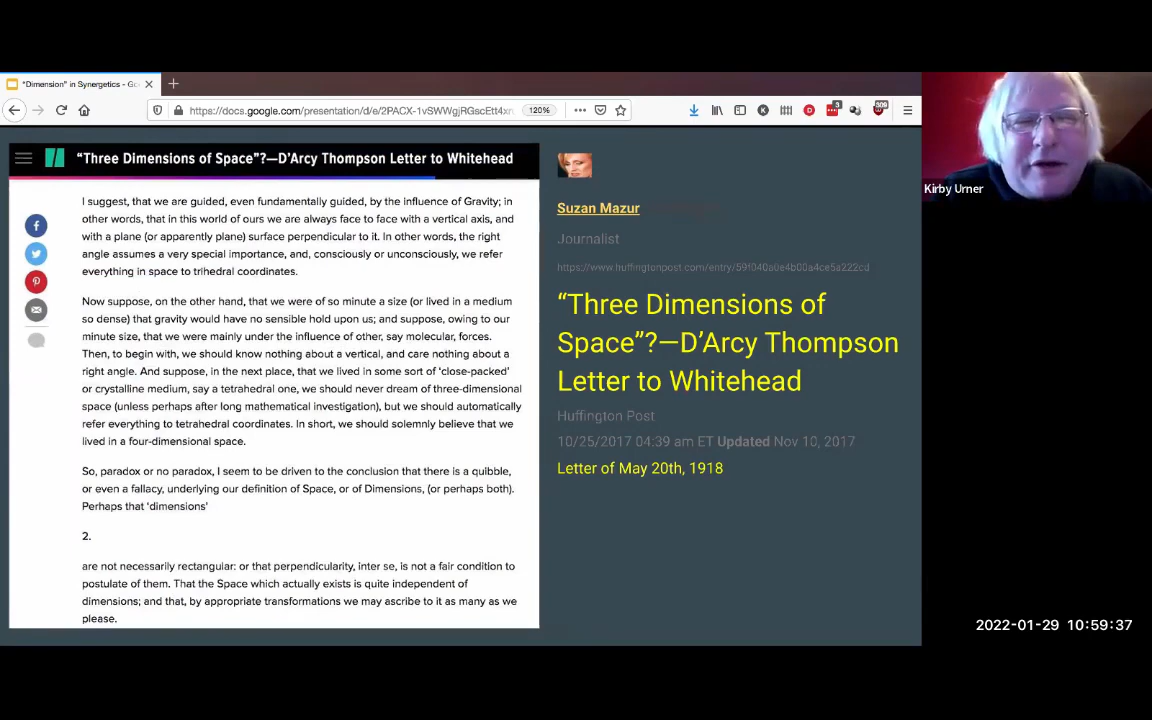 "Dimension" in Synergetics - Go
https://docs.google.com/presentation/d/e/2PACX-1vSWWgjRGscEtt4x
120%
3
309
"Three Dimensions of Space"?—D'Arcy Thompson Letter to Whitehead
I suggest, that we are guided, even fundamentally guided, by the influence of Gravity; in
other words, that in this world of ours we are always face to face with a vertical axis, and
with a plane (or apparently plane) surface perpendicular to it. In other words, the right
angle assumes a very special importance, and, consciously or unconsciously, we refer
everything in space to trihedral coordinates.
Now suppose, on the other hand, that we were of so minute a size (or lived in a medium
so dense) that gravity would have no sensible hold upon us; and suppose, owing to our
minute size, that we were mainly under the influence of other, say molecular, forces.
Then, to begin with, we should know nothing about a vertical, and care nothing about a
right angle. And suppose, in the next place, that we lived in some sort of 'close-packed'
or crystalline medium, say a tetrahedral one, we should never dream of three-dimensional
space (unless perhaps after long mathematical investigation), but we should automatically
refer everything to tetrahedral coordinates. In short, we should solemnly believe that we
lived in a four-dimensional space.
So, paradox or no paradox, I seem to be driven to the conclusion that there is a quibble,
or even a fallacy, underlying our definition of Space, or of Dimensions, (or perhaps both).
Perhaps that 'dimensions'
2.
are not necessarily rectangular: or that perpendicularity, inter se, is not a fair condition to
postulate of them. That the Space which actually exists is quite independent of
dimensions; and that, by appropriate transformations we may ascribe to it as many as we
please.
Suzan Mazur
Journalist
https://www.huffingtonpost.com/entry/59f040a0e4b00a4ce5a222cd
"Three Dimensions of
Space"?—D'Arcy Thompson
Letter to Whitehead
Huffington Post
10/25/2017 04:39 am ET Updated Nov 10, 2017
Letter of May 20th, 1918
Kirby Urner
2022-01-29 10:59:37